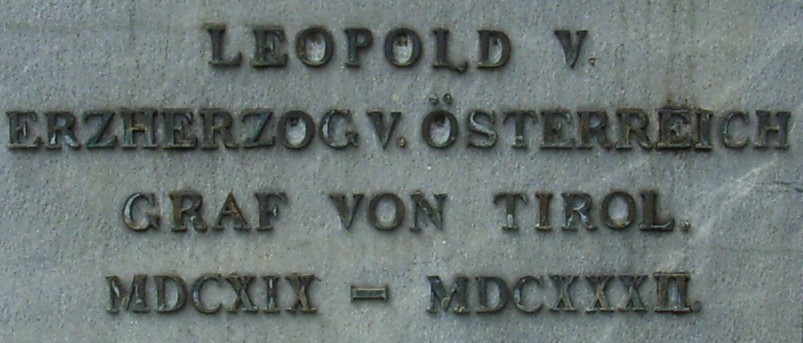 LEOPOLD V.
ERZHERZOG V. ÖSTERREICH
GRAF VON TIROL.
MDCXIX = MDCXXXII.